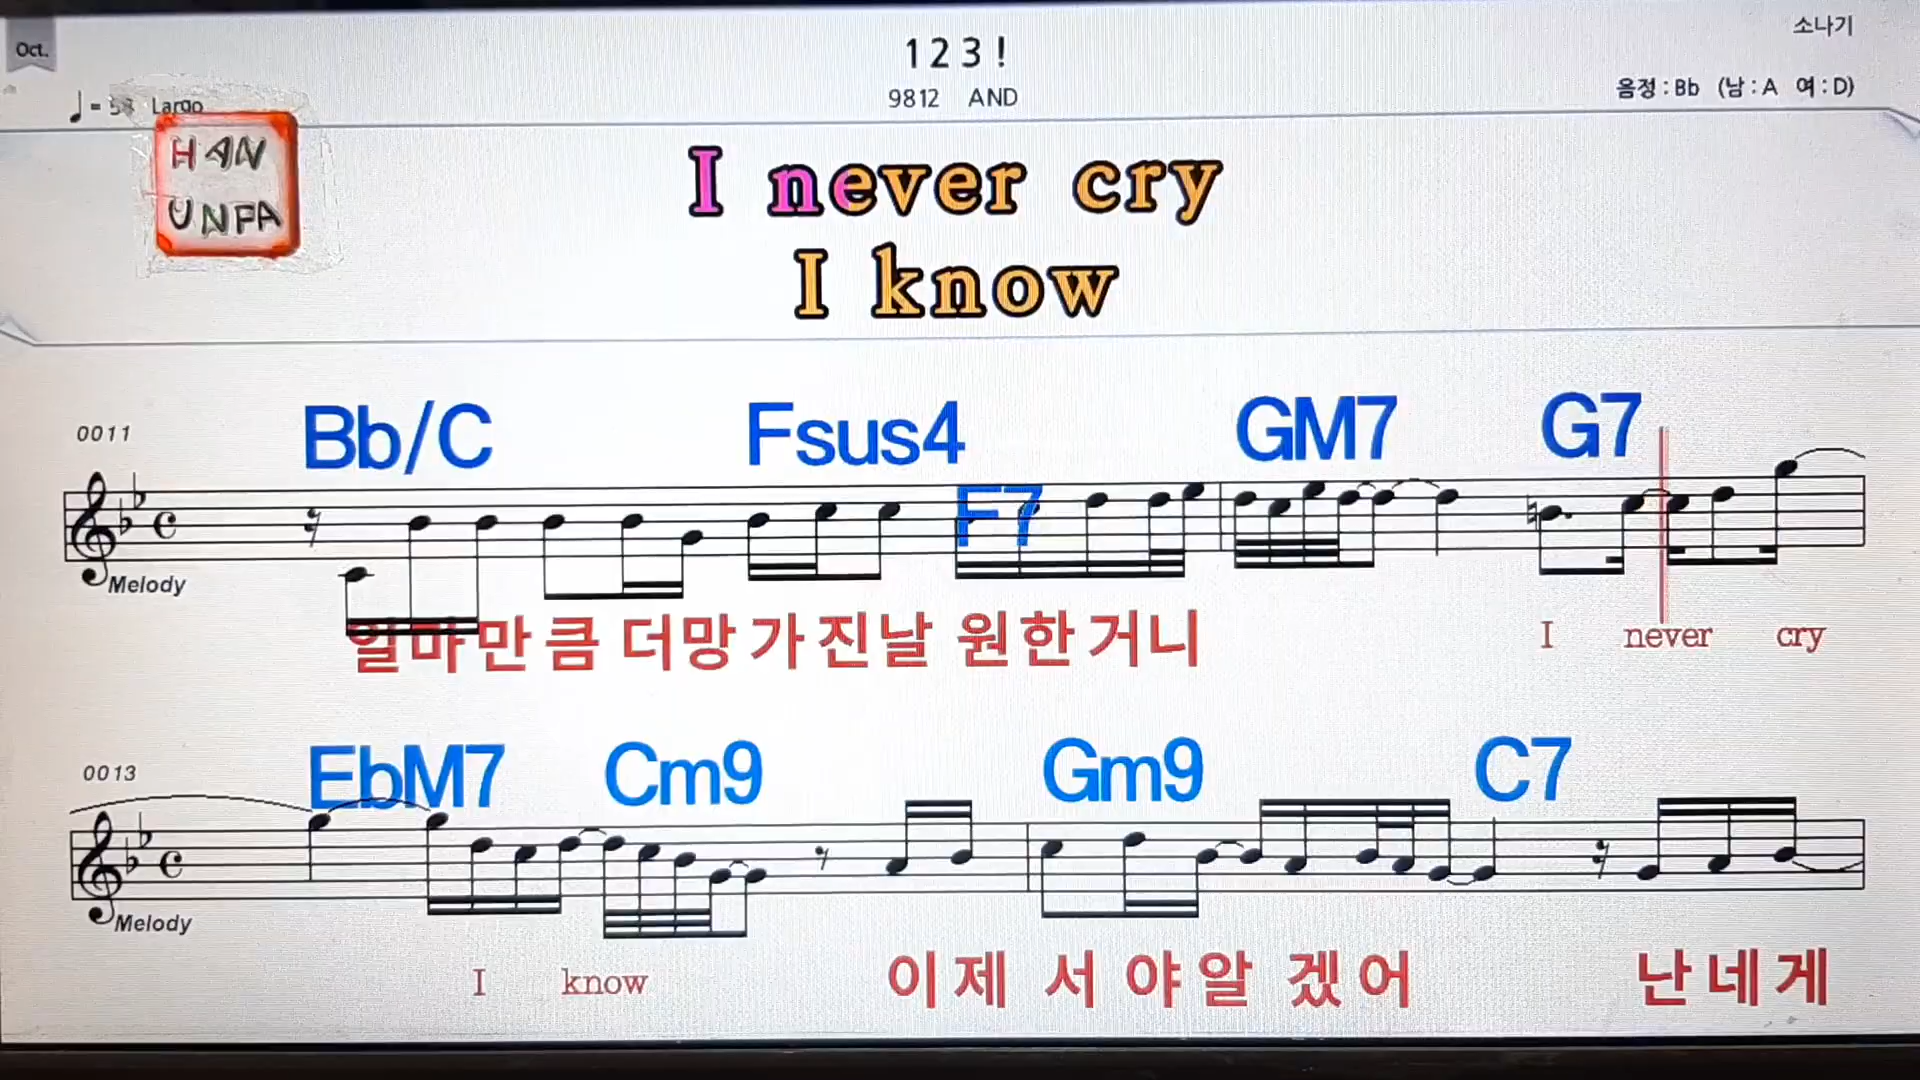 Oct.
1 2 3 !
소나기
♩ = 58 Largo
9812 AND
음정 : Bb (남 : A 여 : D)
HAN
UNPA
I never cry
I know
0011
Bb/C Fsus4 F7 GM7 G7
Melody
얼마만큼 더망가진날 원한거니 I never cry
0013
EbM7 Cm9 Gm9 C7
Melody
I know 이제 서 야알 겠어 난네게